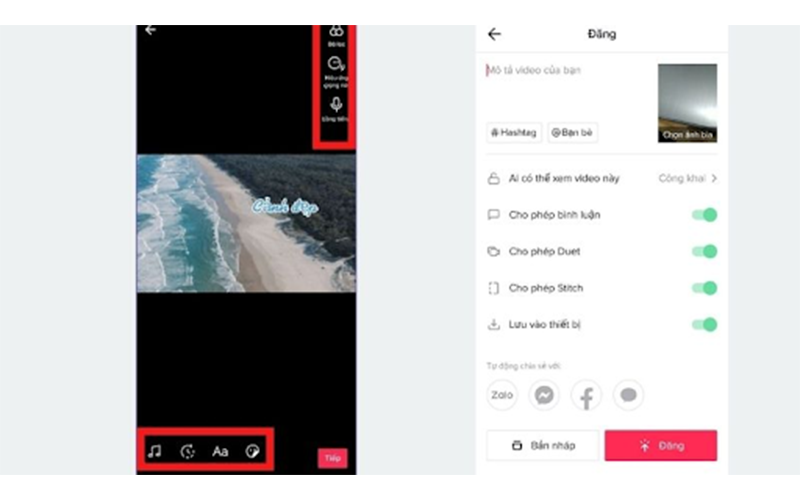 Bộ lọc
Hiệu ứng
giọng nói
Lồng tiếng
Cảnh đẹp
Aa
Tiếp
Đăng
Mô tả video của bạn
# Hashtag
@ Bạn bè
Chọn ảnh bìa
Ai có thể xem video này
Công khai
Cho phép bình luận
Cho phép Duet
Cho phép Stitch
Lưu vào thiết bị
Tự động chia sẻ với:
Zalo
Bản nháp
Đăng